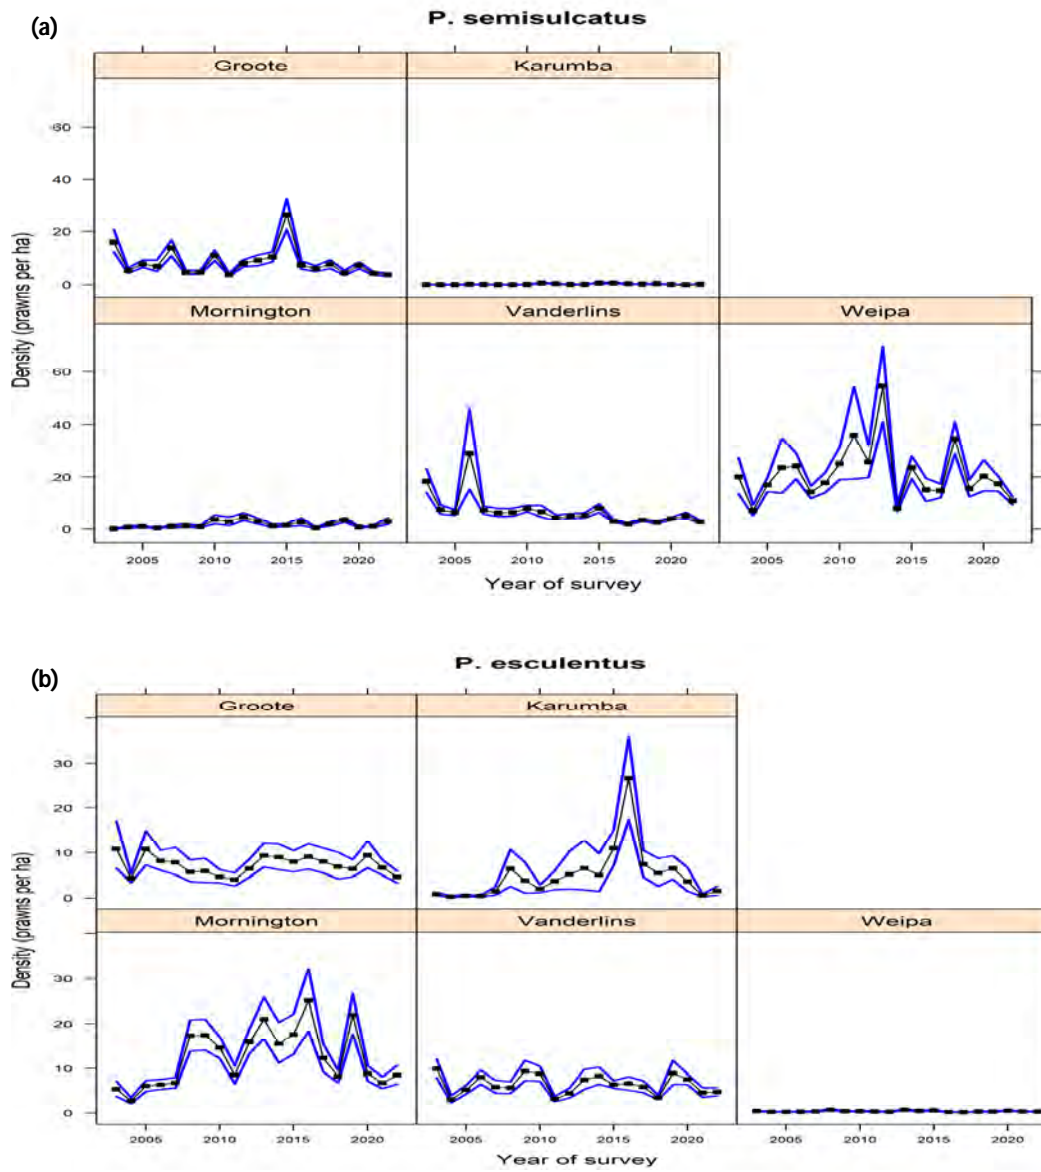 (a)
P. semisulcatus
Groote
Karumba
60
40
20
0
Mornington
Vanderlins
Weipa
60
40
20
0
Density (prawns per ha)
2005 2010 2015 2020
2005 2010 2015 2020
2005 2010 2015 2020
Year of survey
(b)
P. esculentus
Groote
Karumba
30
20
10
0
Mornington
Vanderlins
Weipa
30
20
10
0
Density (prawns per ha)
2005 2010 2015 2020
2005 2010 2015 2020
2005 2010 2015 2020
Year of survey